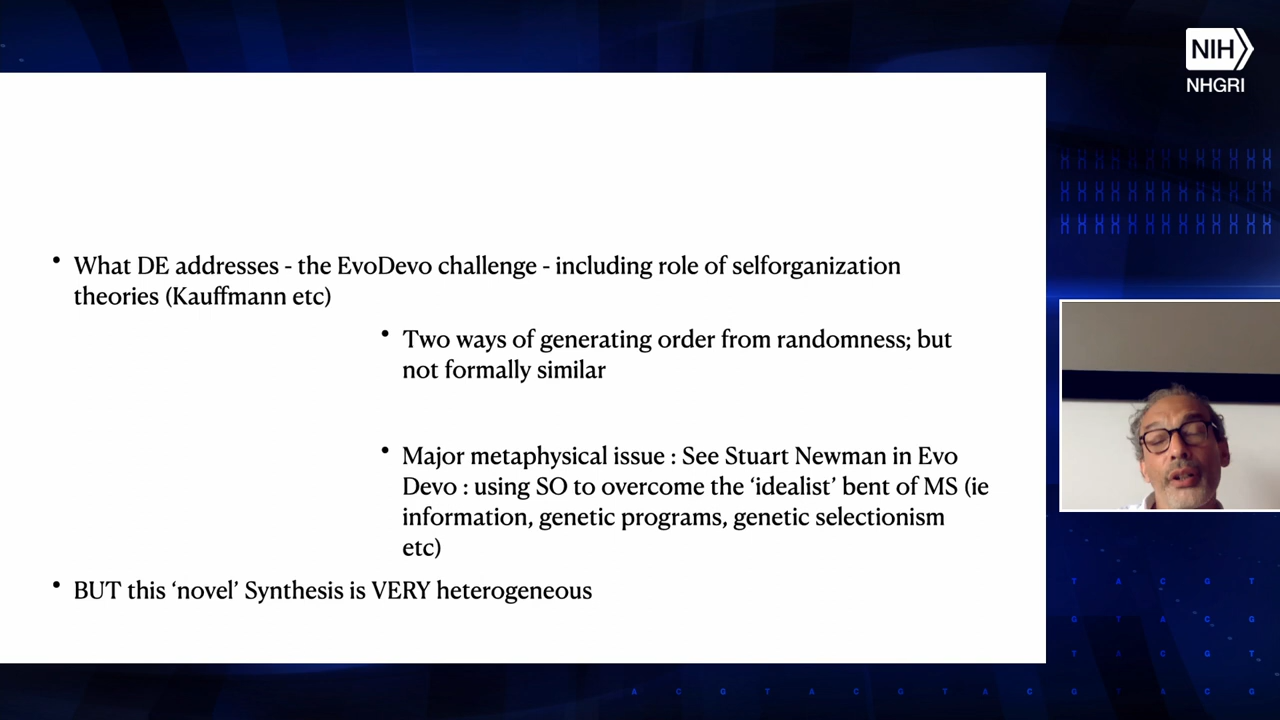 NIH
NHGRI
• What DE addresses - the EvoDevo challenge - including role of selforganization
theories (Kauffmann etc)
• Two ways of generating order from randomness; but
not formally similar
• Major metaphysical issue : See Stuart Newman in Evo
Devo : using SO to overcome the ‘idealist’ bent of MS (ie
information, genetic programs, genetic selectionism
etc)
• BUT this ‘novel’ Synthesis is VERY heterogeneous
T A C G T
G T A C G
T A C G T
A C G T A C G T A C G T A C G